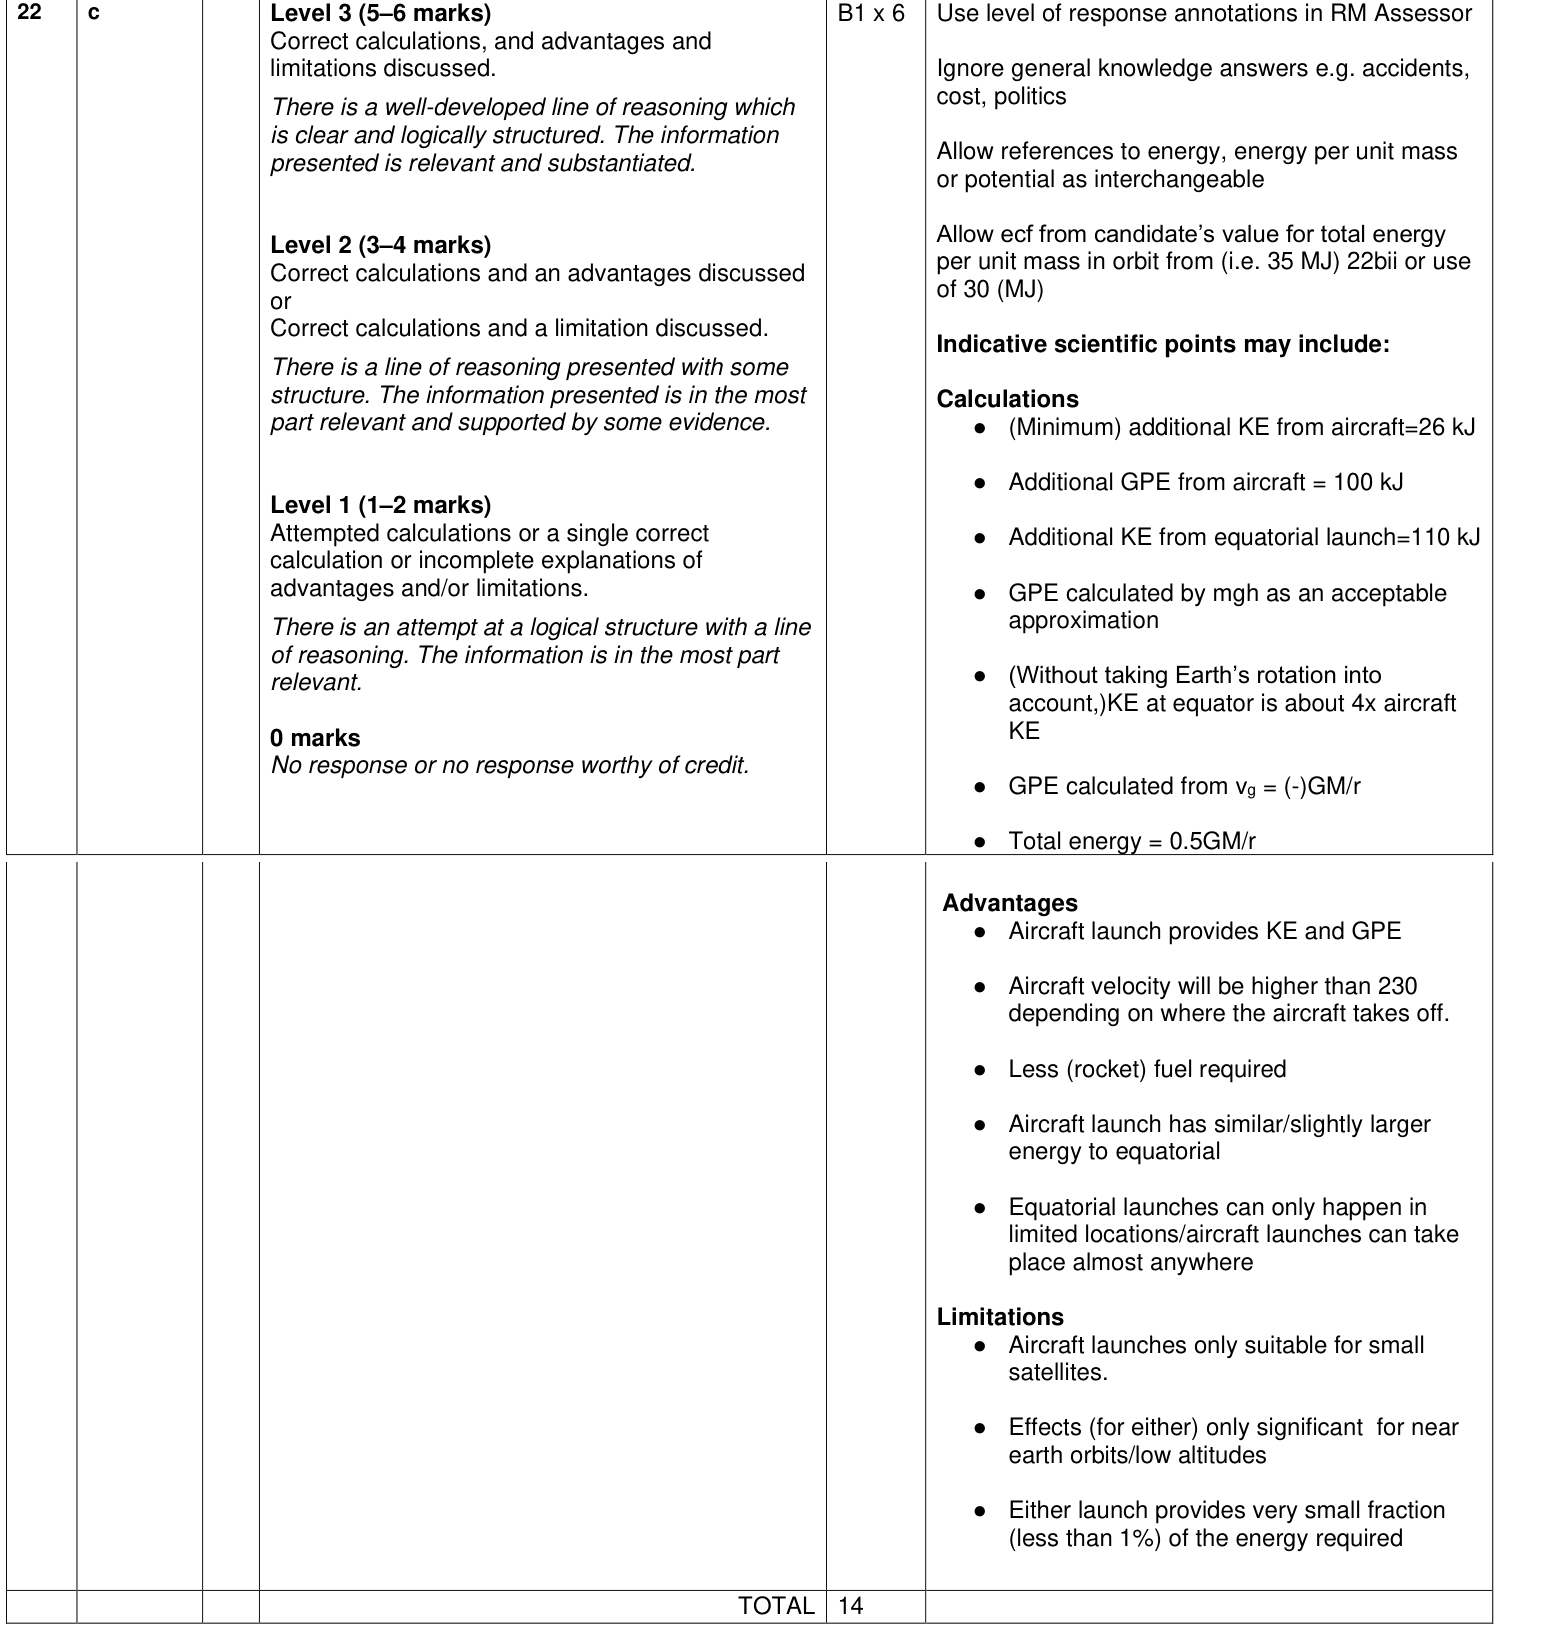 22 c Level 3 (5–6 marks) B1 x 6 Use level of response annotations in RM Assessor
Correct calculations, and advantages and
limitations discussed.
There is a well-developed line of reasoning which
is clear and logically structured. The information
presented is relevant and substantiated.
Level 2 (3–4 marks)
Correct calculations and an advantages discussed
or
Correct calculations and a limitation discussed.
There is a line of reasoning presented with some
structure. The information presented is in the most
part relevant and supported by some evidence.
Level 1 (1–2 marks)
Attempted calculations or a single correct
calculation or incomplete explanations of
advantages and/or limitations.
There is an attempt at a logical structure with a line
of reasoning. The information is in the most part
relevant.
0 marks
No response or no response worthy of credit.
Ignore general knowledge answers e.g. accidents,
cost, politics
Allow references to energy, energy per unit mass
or potential as interchangeable
Allow ecf from candidate’s value for total energy
per unit mass in orbit from (i.e. 35 MJ) 22bii or use
of 30 (MJ)
Indicative scientific points may include:
Calculations
● (Minimum) additional KE from aircraft=26 kJ
● Additional GPE from aircraft = 100 kJ
● Additional KE from equatorial launch=110 kJ
● GPE calculated by mgh as an acceptable
approximation
● (Without taking Earth’s rotation into
account,)KE at equator is about 4x aircraft
KE
● GPE calculated from vg = (-)GM/r
● Total energy = 0.5GM/r
Advantages
● Aircraft launch provides KE and GPE
● Aircraft velocity will be higher than 230
depending on where the aircraft takes off.
● Less (rocket) fuel required
● Aircraft launch has similar/slightly larger
energy to equatorial
● Equatorial launches can only happen in
limited locations/aircraft launches can take
place almost anywhere
Limitations
● Aircraft launches only suitable for small
satellites.
● Effects (for either) only significant for near
earth orbits/low altitudes
● Either launch provides very small fraction
(less than 1%) of the energy required
TOTAL 14